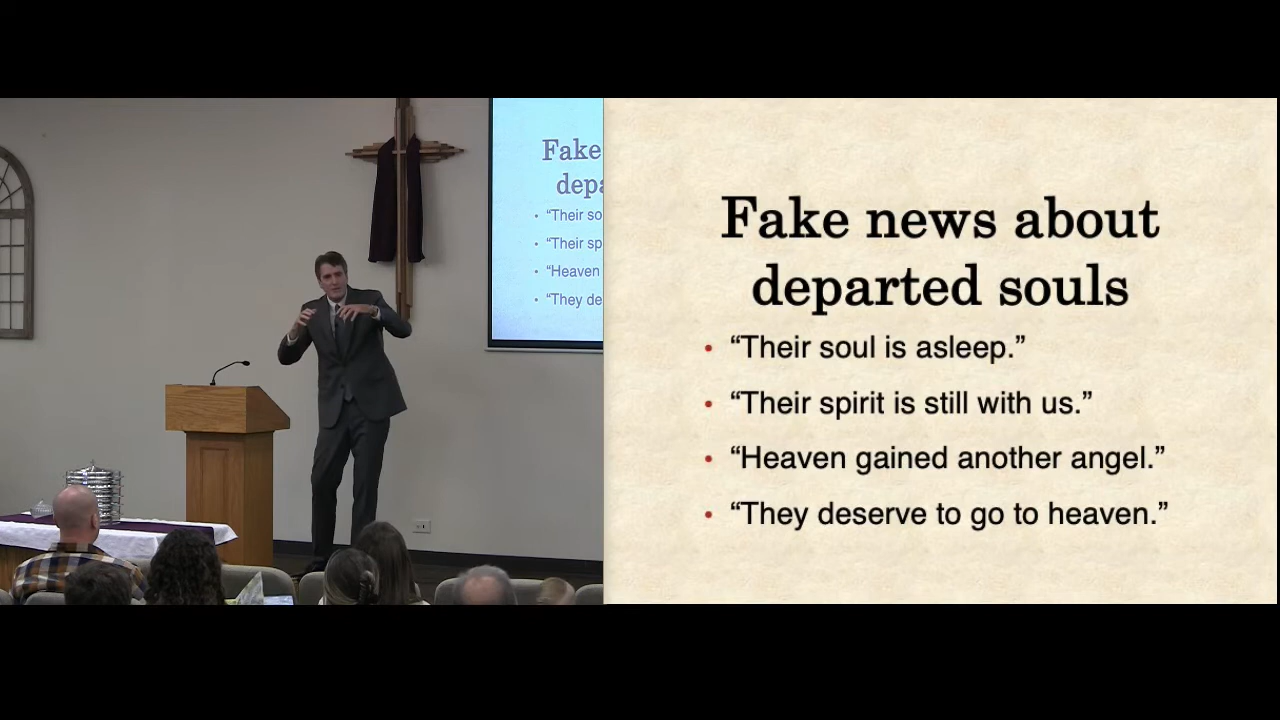 Fake
depa
• “Their so
• “Their sp
• “Heaven
• “They de
Fake news about
departed souls
• “Their soul is asleep.”
• “Their spirit is still with us.”
• “Heaven gained another angel.”
• “They deserve to go to heaven.”